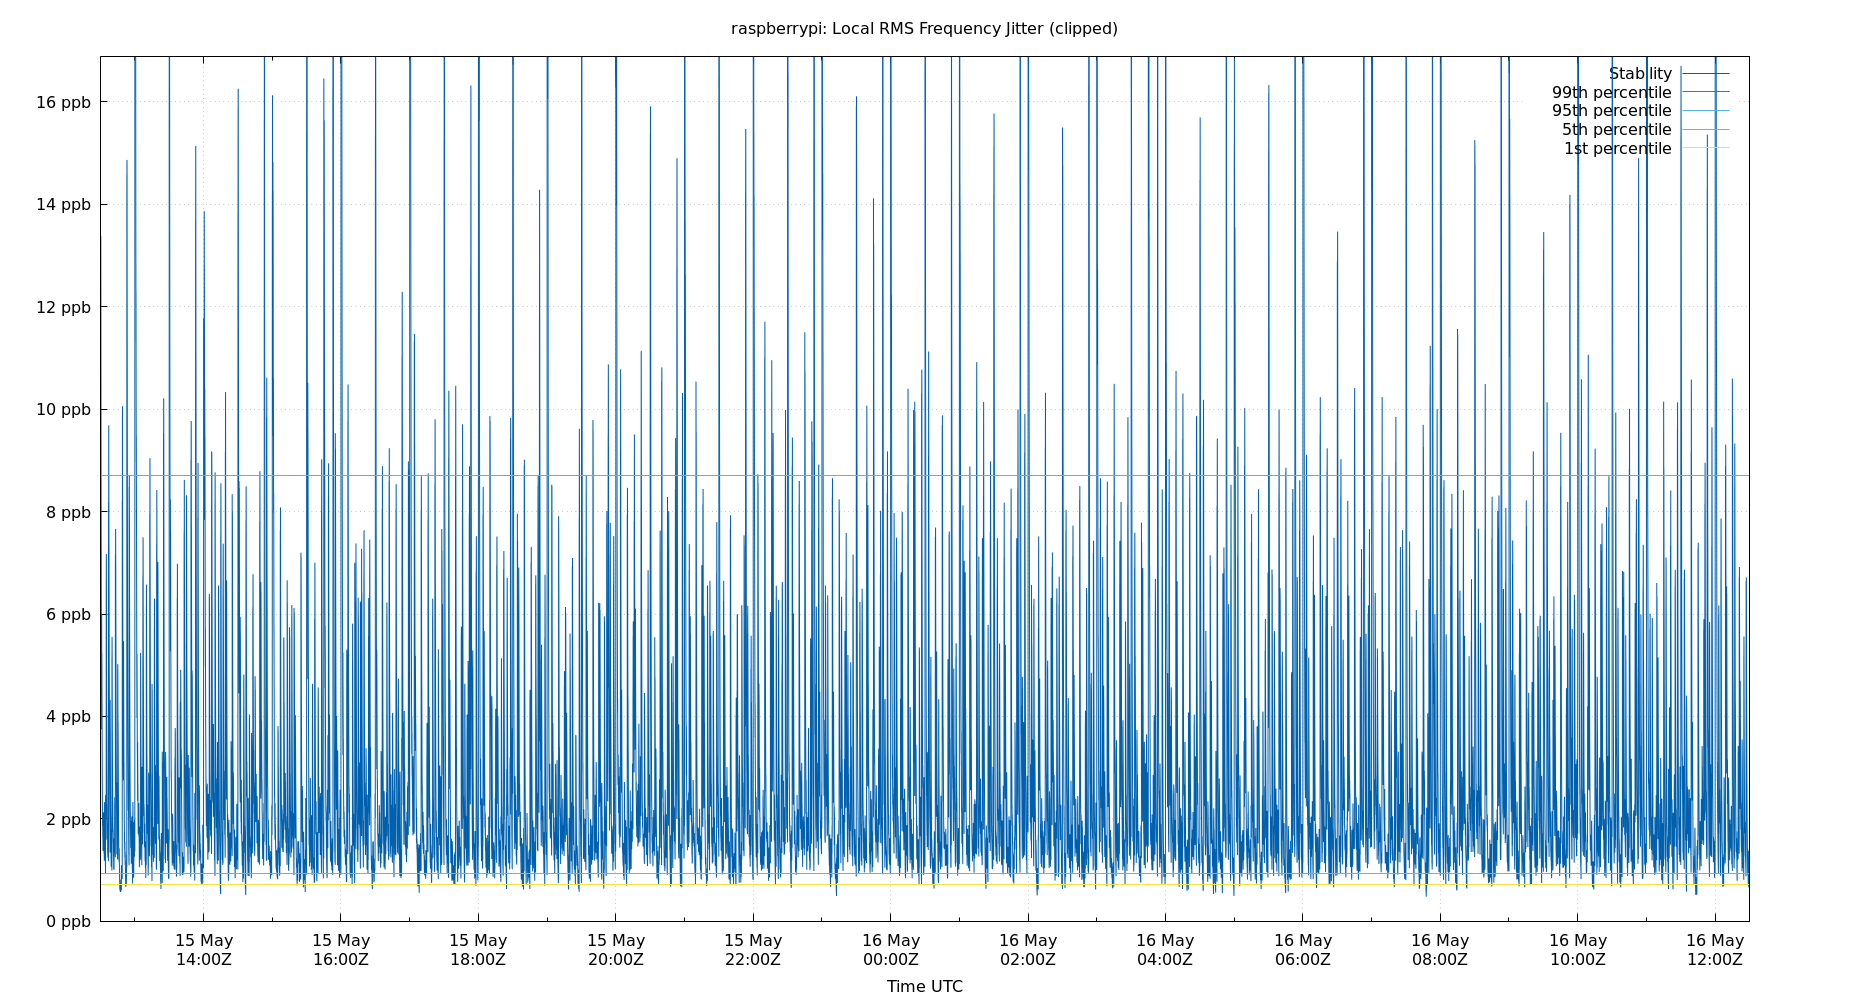 raspberrypi: Local RMS Frequency Jitter (clipped)
Stability
99th percentile
95th percentile
5th percentile
1st percentile
16 ppb
14 ppb
12 ppb
10 ppb
8 ppb
6 ppb
4 ppb
2 ppb
0 ppb
15 May 15 May 15 May 15 May 15 May 16 May 16 May 16 May 16 May 16 May 16 May 16 May
14:00Z 16:00Z 18:00Z 20:00Z 22:00Z 00:00Z 02:00Z 04:00Z 06:00Z 08:00Z 10:00Z 12:00Z
Time UTC